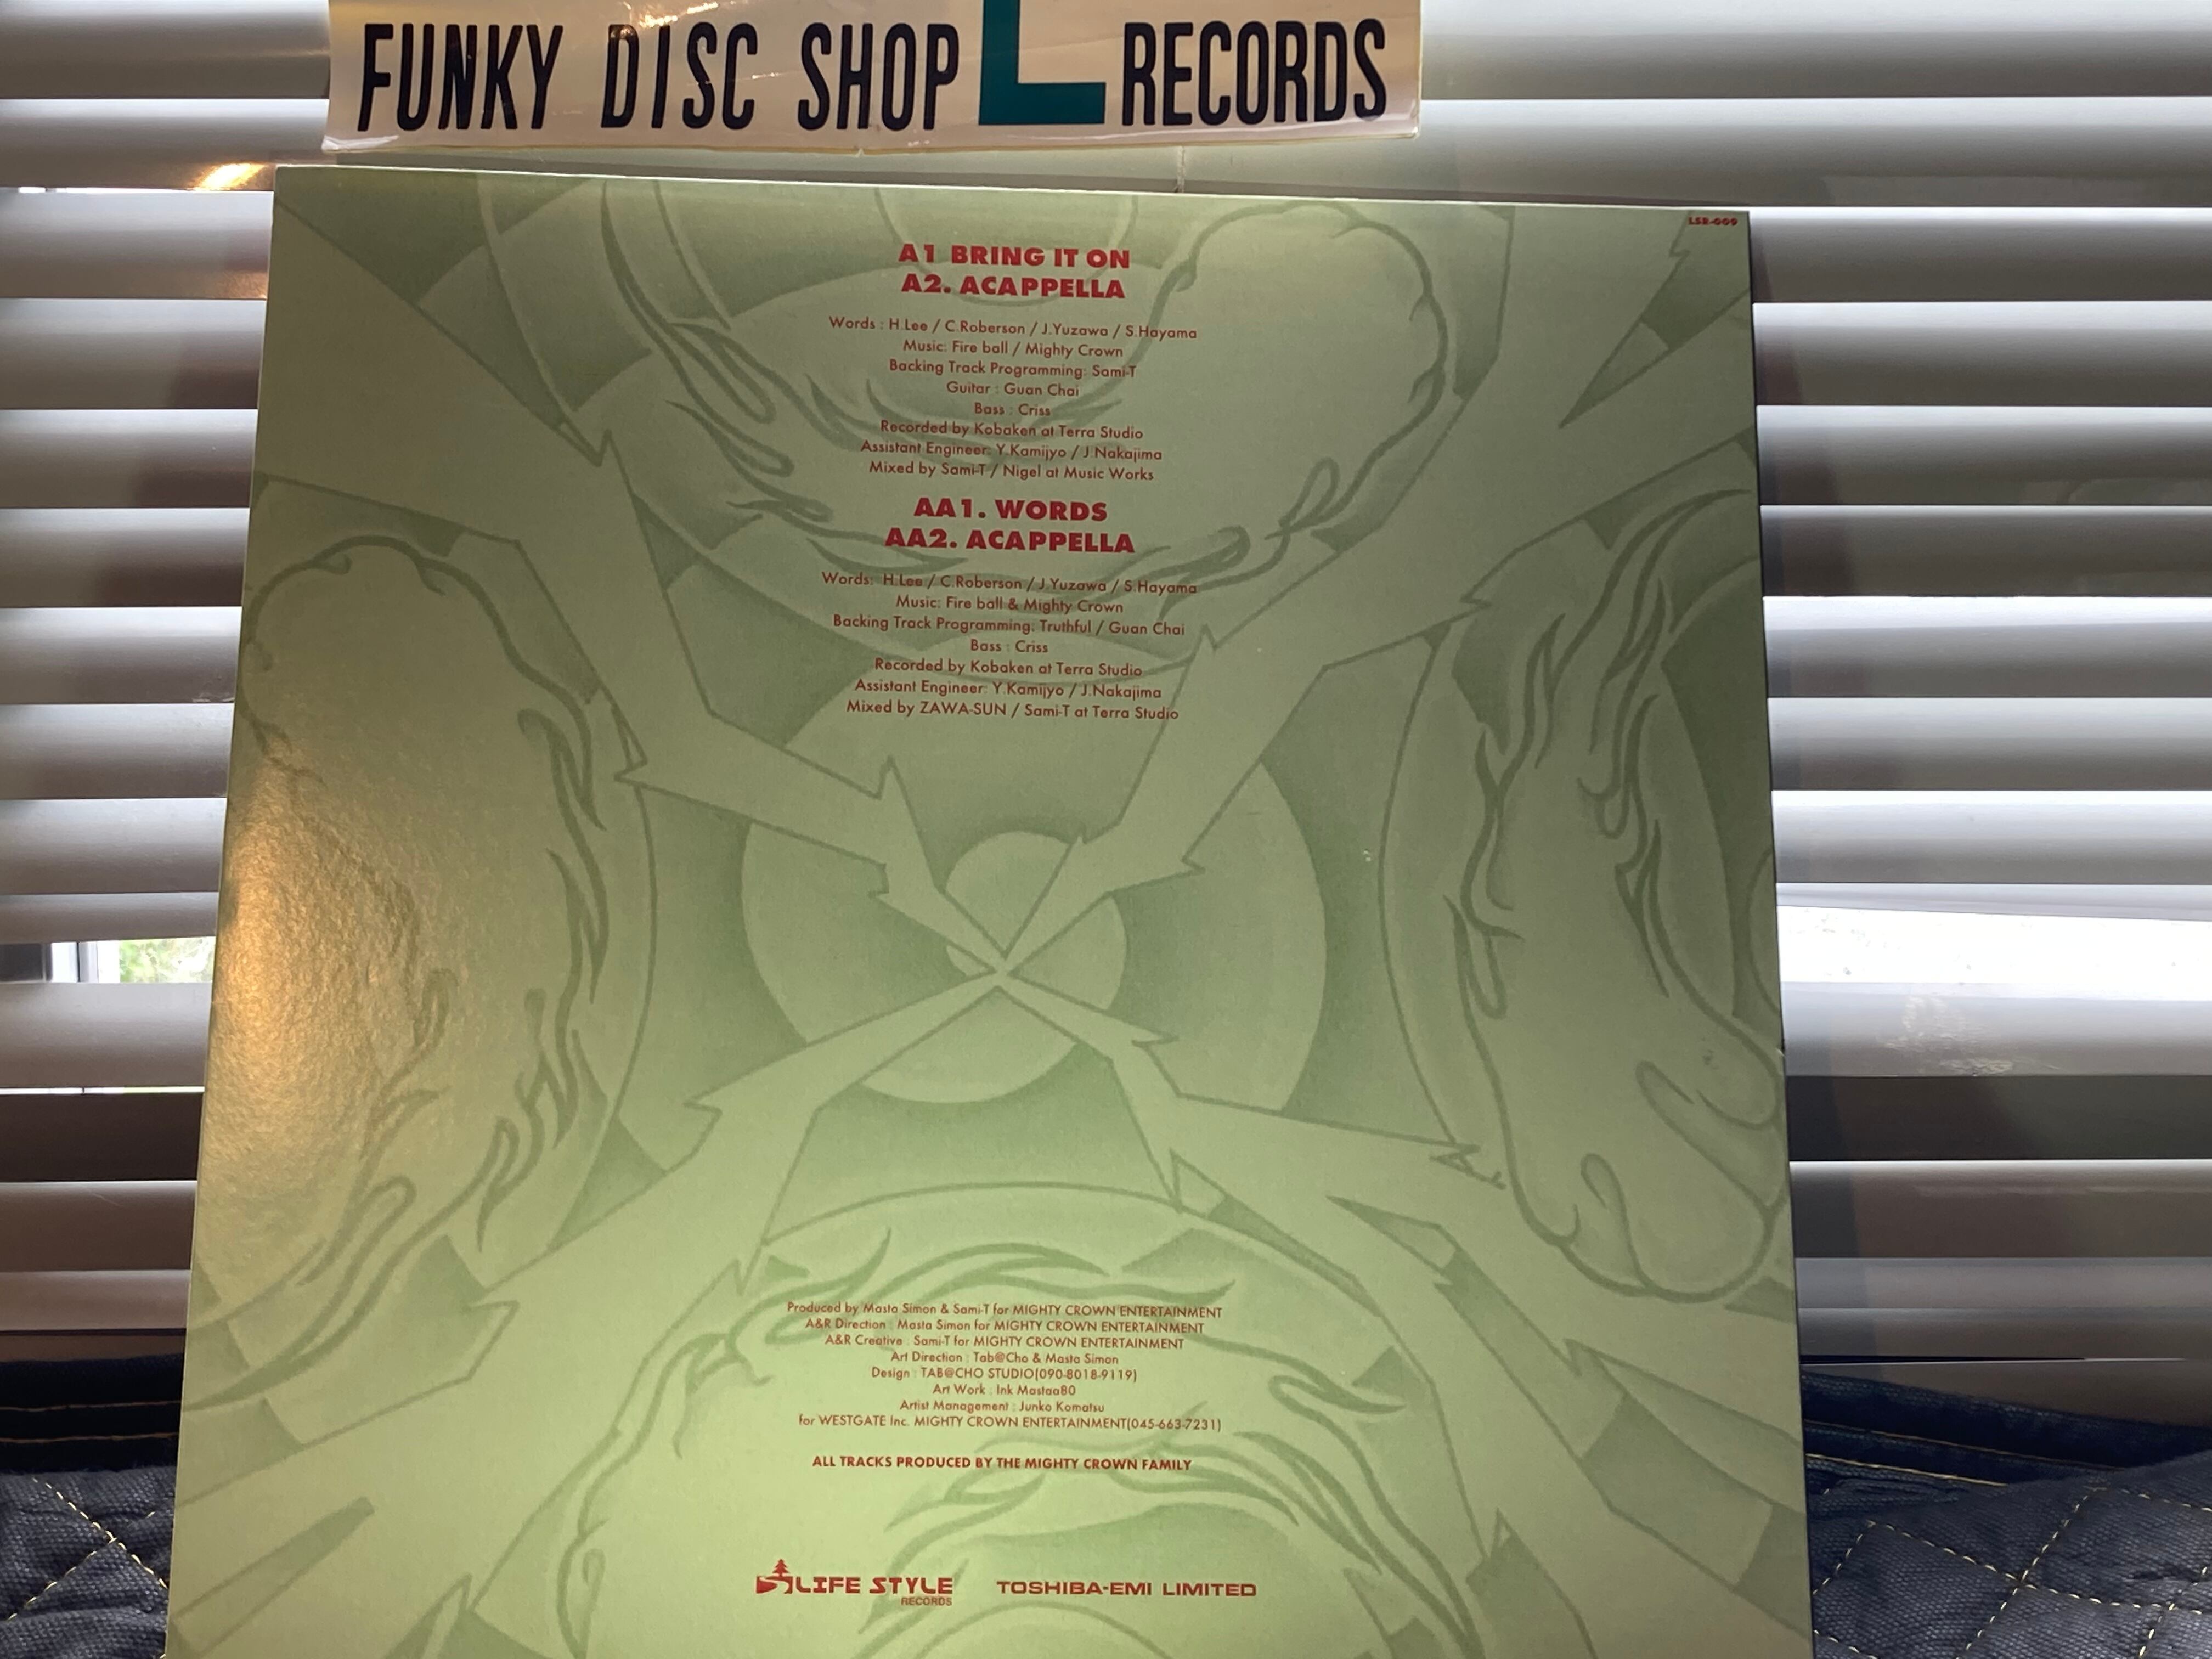 FUNKY DISC SHOP L RECORDS
LSR-009
A1 BRING IT ON
A2. ACAPPELLA
Words : H.Lee / C.Roberson / J.Yuzawa / S.Hayama
Music: Fire ball / Mighty Crown
Backing Track Programming: Sami-T
Guitar : Guan Chai
Bass : Criss
Recorded by Kobaken at Terra Studio
Assistant Engineer: Y.Kamijyo / J.Nakajima
Mixed by Sami-T / Nigel at Music Works
AA1. WORDS
AA2. ACAPPELLA
Words: H.Lee / C.Roberson / J.Yuzawa / S.Hayama
Music: Fire ball & Mighty Crown
Backing Track Programming: Truthful / Guan Chai
Bass : Criss
Recorded by Kobaken at Terra Studio
Assistant Engineer: Y.Kamijyo / J.Nakajima
Mixed by ZAWA-SUN / Sami-T at Terra Studio
Produced by Masta Simon & Sami-T for MIGHTY CROWN ENTERTAINMENT
A&R Direction : Masta Simon for MIGHTY CROWN ENTERTAINMENT
A&R Creative : Sami-T for MIGHTY CROWN ENTERTAINMENT
Art Direction : Tab@Cho & Masta Simon
Design : TAB@CHO STUDIO(090-8018-9119)
Art Work : Ink Mastaa80
Artist Management : Junko Komatsu
for WESTGATE Inc. MIGHTY CROWN ENTERTAINMENT(045-663-7231)
ALL TRACKS PRODUCED BY THE MIGHTY CROWN FAMILY
LIFE STYLE
RECORDS
TOSHIBA-EMI LIMITED